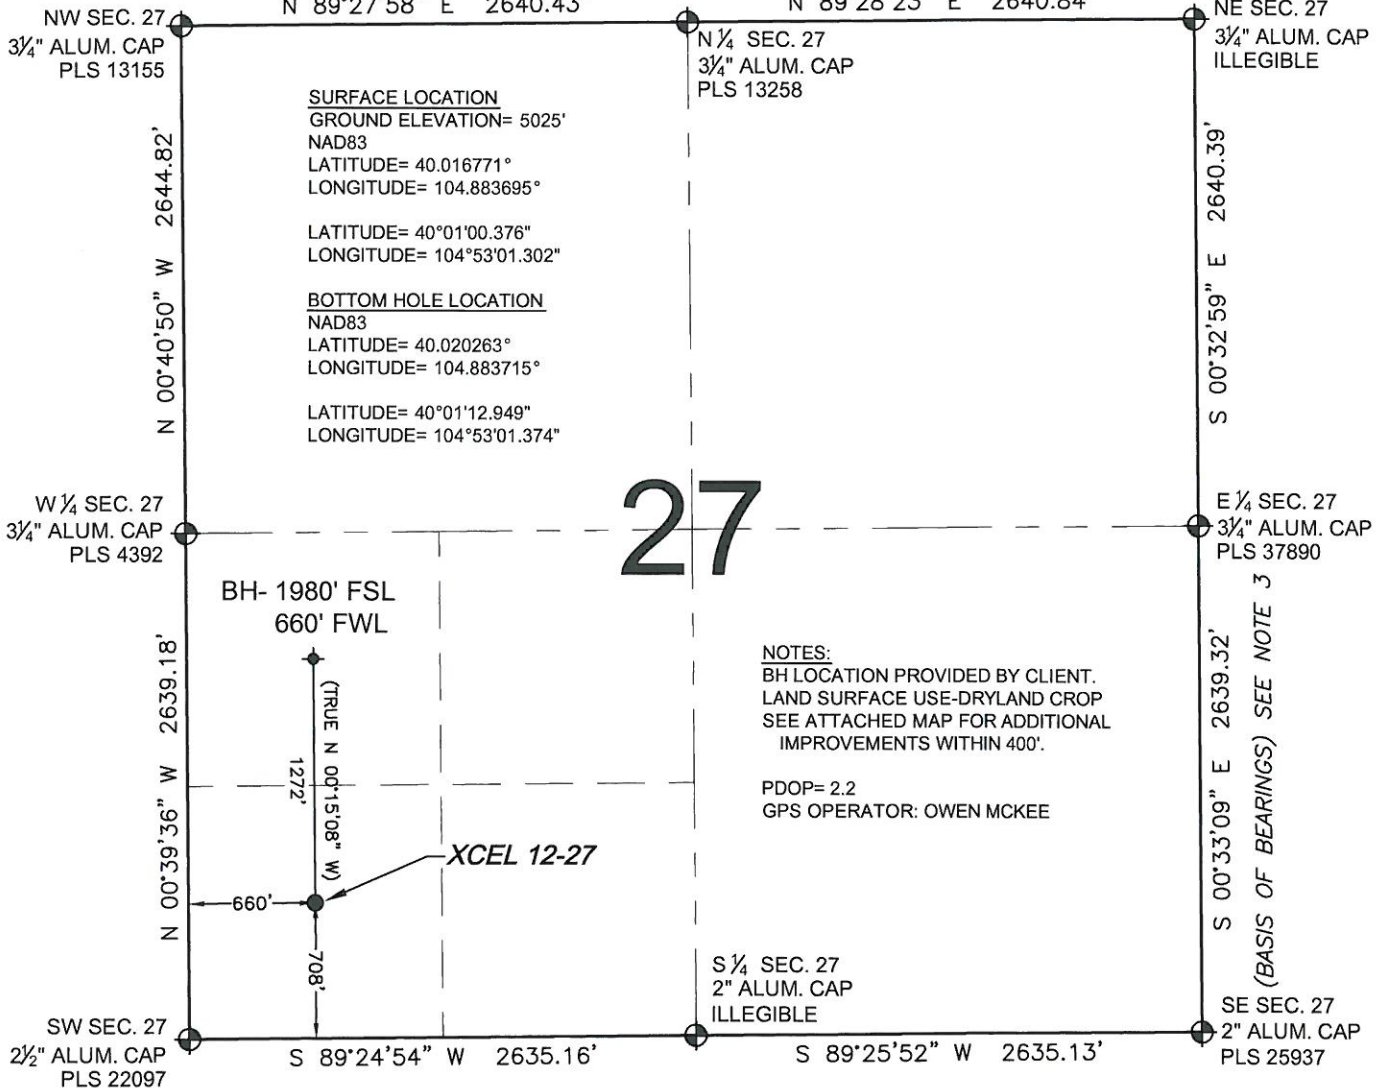 N 89°27'58" E 2640.43'
N 89°28'23" E 2640.84'
NW SEC. 27
3¼" ALUM. CAP
PLS 13155
N ¼ SEC. 27
3¼" ALUM. CAP
PLS 13258
NE SEC. 27
3¼" ALUM. CAP
ILLEGIBLE
SURFACE LOCATION
GROUND ELEVATION= 5025'
NAD83
LATITUDE= 40.016771°
LONGITUDE= 104.883695°
LATITUDE= 40°01'00.376"
LONGITUDE= 104°53'01.302"
BOTTOM HOLE LOCATION
NAD83
LATITUDE= 40.020263°
LONGITUDE= 104.883715°
LATITUDE= 40°01'12.949"
LONGITUDE= 104°53'01.374"
N 00°40'50" W 2644.82'
S 00°32'59" E 2640.39'
W ¼ SEC. 27
3¼" ALUM. CAP
PLS 4392
27
E ¼ SEC. 27
3¼" ALUM. CAP
PLS 37890
BH- 1980' FSL
660' FWL
(TRUE N 00°15'08" W)
1272'
XCEL 12-27
660'
708'
N 00°39'36" W 2639.18'
NOTES:
BH LOCATION PROVIDED BY CLIENT.
LAND SURFACE USE-DRYLAND CROP
SEE ATTACHED MAP FOR ADDITIONAL
IMPROVEMENTS WITHIN 400'.
PDOP= 2.2
GPS OPERATOR: OWEN MCKEE
S 00°33'09" E 2639.32'
(BASIS OF BEARINGS) SEE NOTE 3
SW SEC. 27
2½" ALUM. CAP
PLS 22097
S ¼ SEC. 27
2" ALUM. CAP
ILLEGIBLE
SE SEC. 27
2" ALUM. CAP
PLS 25937
S 89°24'54" W 2635.16'
S 89°25'52" W 2635.13'